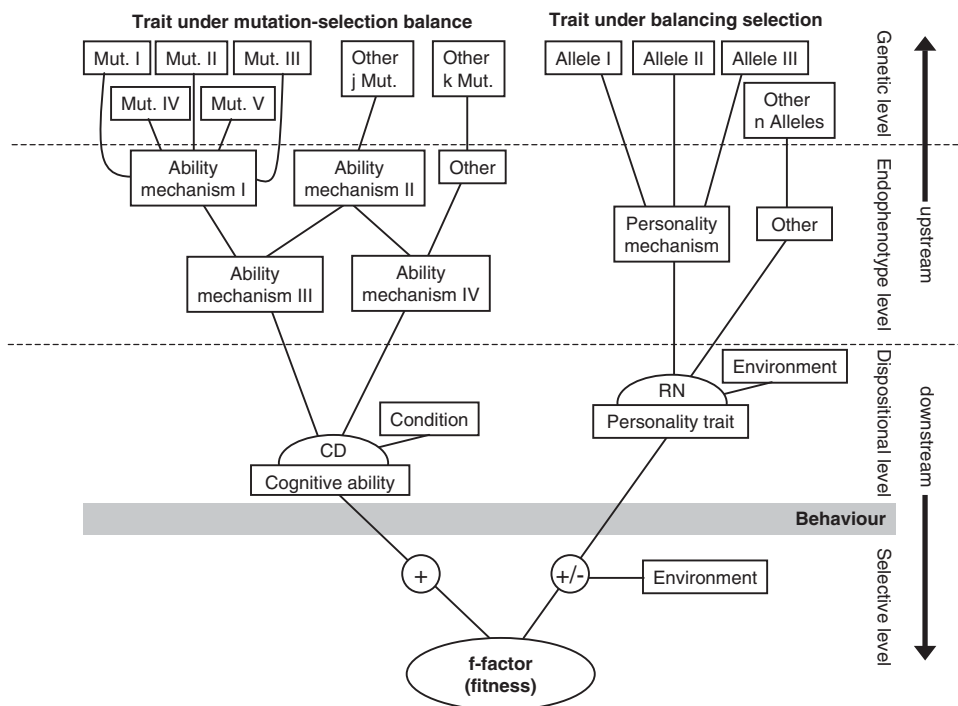 Trait under mutation-selection balance
Trait under balancing selection
Mut. I
Mut. II
Mut. III
Mut. IV
Mut. V
Other
j Mut.
Other
k Mut.
Allele I
Allele II
Allele III
Other
n Alleles
Genetic level
Ability
mechanism I
Ability
mechanism II
Other
Personality
mechanism
Other
Ability
mechanism III
Ability
mechanism IV
Endophenotype level
upstream
RN
Personality trait
Environment
Condition
CD
Cognitive ability
Dispositional level
downstream
Behaviour
+
+/-
Environment
Selective level
f-factor
(fitness)